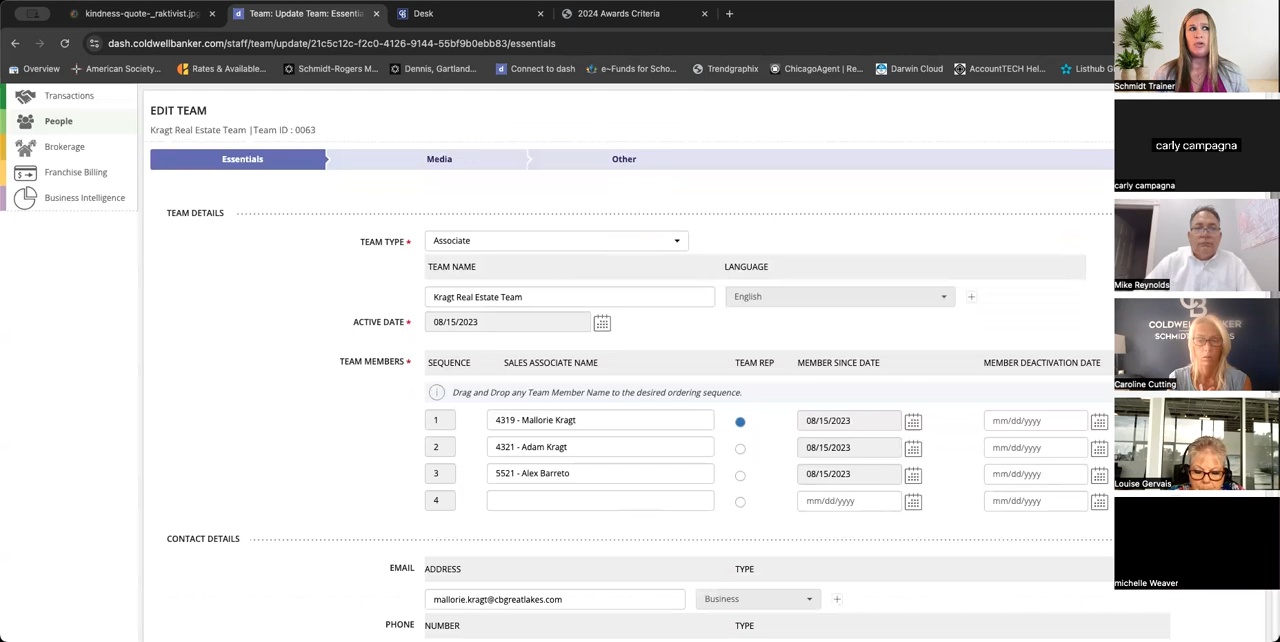 kindness-quote-_raktivist.jpg
Team: Update Team: Essentia
Desk
2024 Awards Criteria
dash.coldwellbanker.com/staff/team/update/21c5c12c-f2c0-4126-9144-55bf9b0ebb83/essentials
Overview
American Society...
Rates & Available...
Schmidt-Rogers M...
Dennis, Gartland...
Connect to dash
e~Funds for Scho...
Trendgraphix
ChicagoAgent | Re...
Darwin Cloud
AccountTECH Hel...
Listhub G
Transactions
People
Brokerage
Franchise Billing
Business Intelligence
EDIT TEAM
Kragt Real Estate Team |Team ID : 0063
Essentials
Media
Other
TEAM DETAILS
TEAM TYPE *
Associate
TEAM NAME
LANGUAGE
Kragt Real Estate Team
English
ACTIVE DATE *
08/15/2023
TEAM MEMBERS *
SEQUENCE
SALES ASSOCIATE NAME
TEAM REP
MEMBER SINCE DATE
MEMBER DEACTIVATION DATE
Drag and Drop any Team Member Name to the desired ordering sequence.
1
4319 - Mallorie Kragt
08/15/2023
mm/dd/yyyy
2
4321 - Adam Kragt
08/15/2023
mm/dd/yyyy
3
5521 - Alex Barreto
08/15/2023
mm/dd/yyyy
4
mm/dd/yyyy
mm/dd/yyyy
CONTACT DETAILS
EMAIL
ADDRESS
TYPE
mallorie.kragt@cbgreatlakes.com
Business
PHONE
NUMBER
TYPE
Schmidt Trainer
carly campagna
carly campagna
Mike Reynolds
Caroline Cutting
Louise Gervais
michelle Weaver